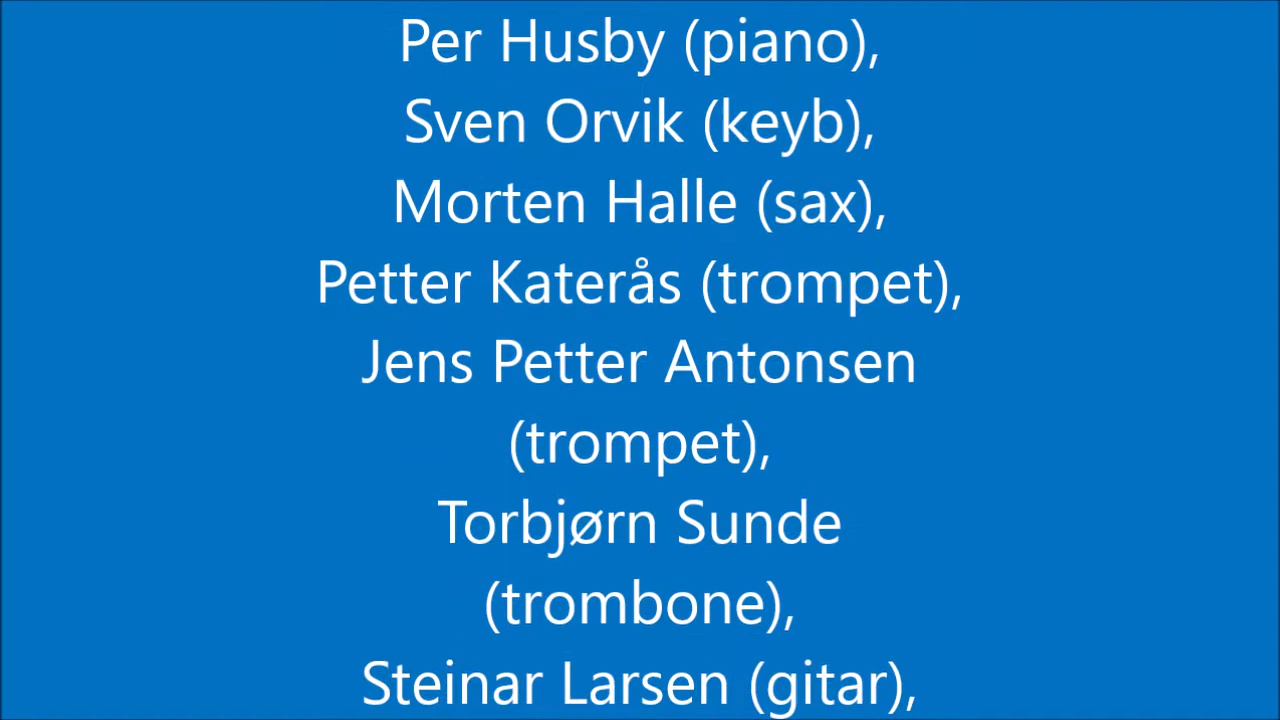 Per Husby (piano),
Sven Orvik (keyb),
Morten Halle (sax),
Petter Katerås (trompet),
Jens Petter Antonsen
(trompet),
Torbjørn Sunde
(trombone),
Steinar Larsen (gitar),